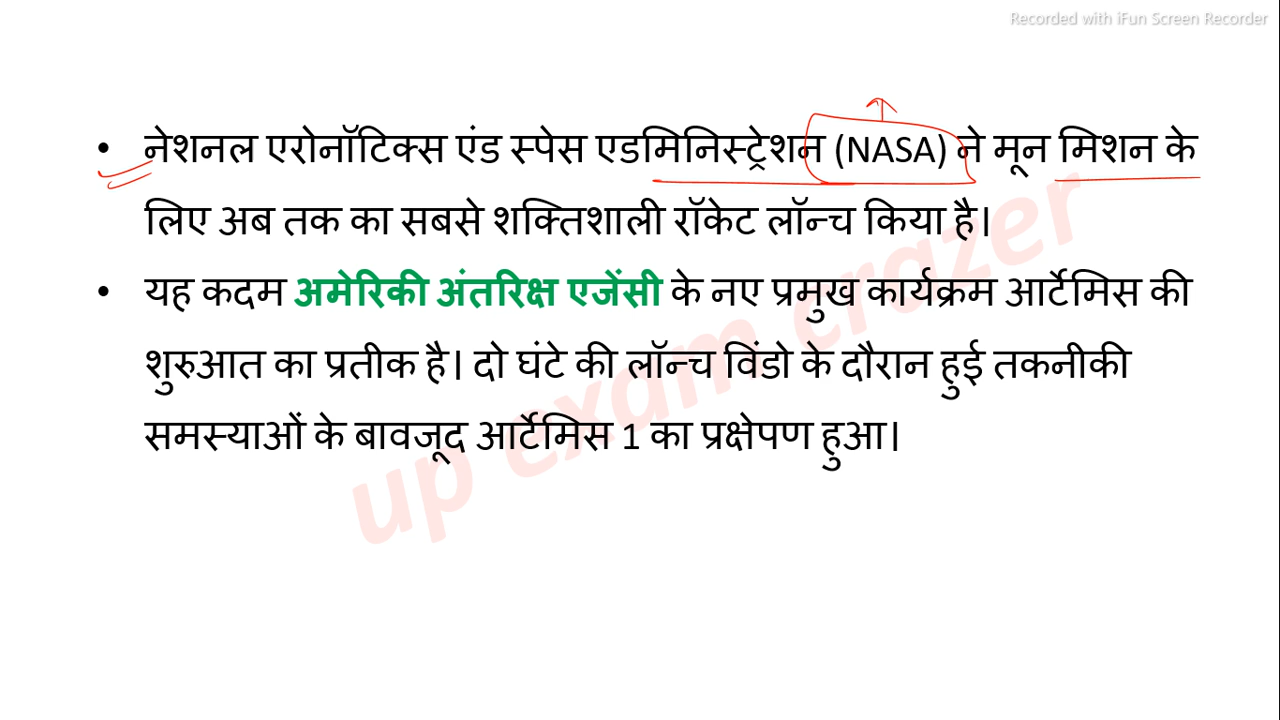 Recorded with iFun Screen Recorder
• नेशनल एरोनॉटिक्स एंड स्पेस एडमिनिस्ट्रेशन (NASA) ने मून मिशन के
लिए अब तक का सबसे शक्तिशाली रॉकेट लॉन्च किया है।
• यह कदम अमेरिकी अंतरिक्ष एजेंसी के नए प्रमुख कार्यक्रम आर्टेमिस की
शुरुआत का प्रतीक है। दो घंटे की लॉन्च विंडो के दौरान हुई तकनीकी
समस्याओं के बावजूद आर्टेमिस 1 का प्रक्षेपण हुआ।
up exam crazer